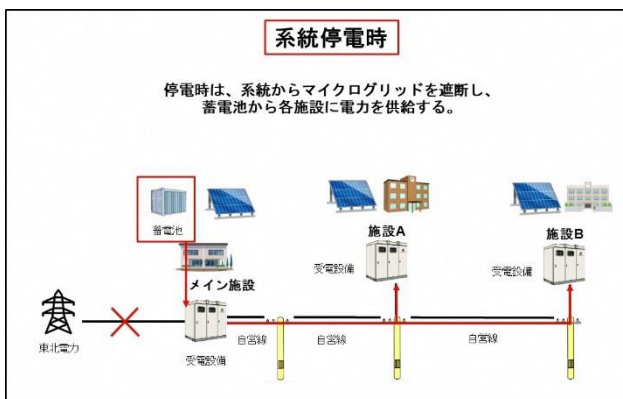 系統停電時
停電時は、系統からマイクログリッドを遮断し、
蓄電池から各施設に電力を供給する。
蓄電池
メイン施設
施設A
施設B
受電設備
受電設備
東北電力
受電設備
自営線
自営線
自営線